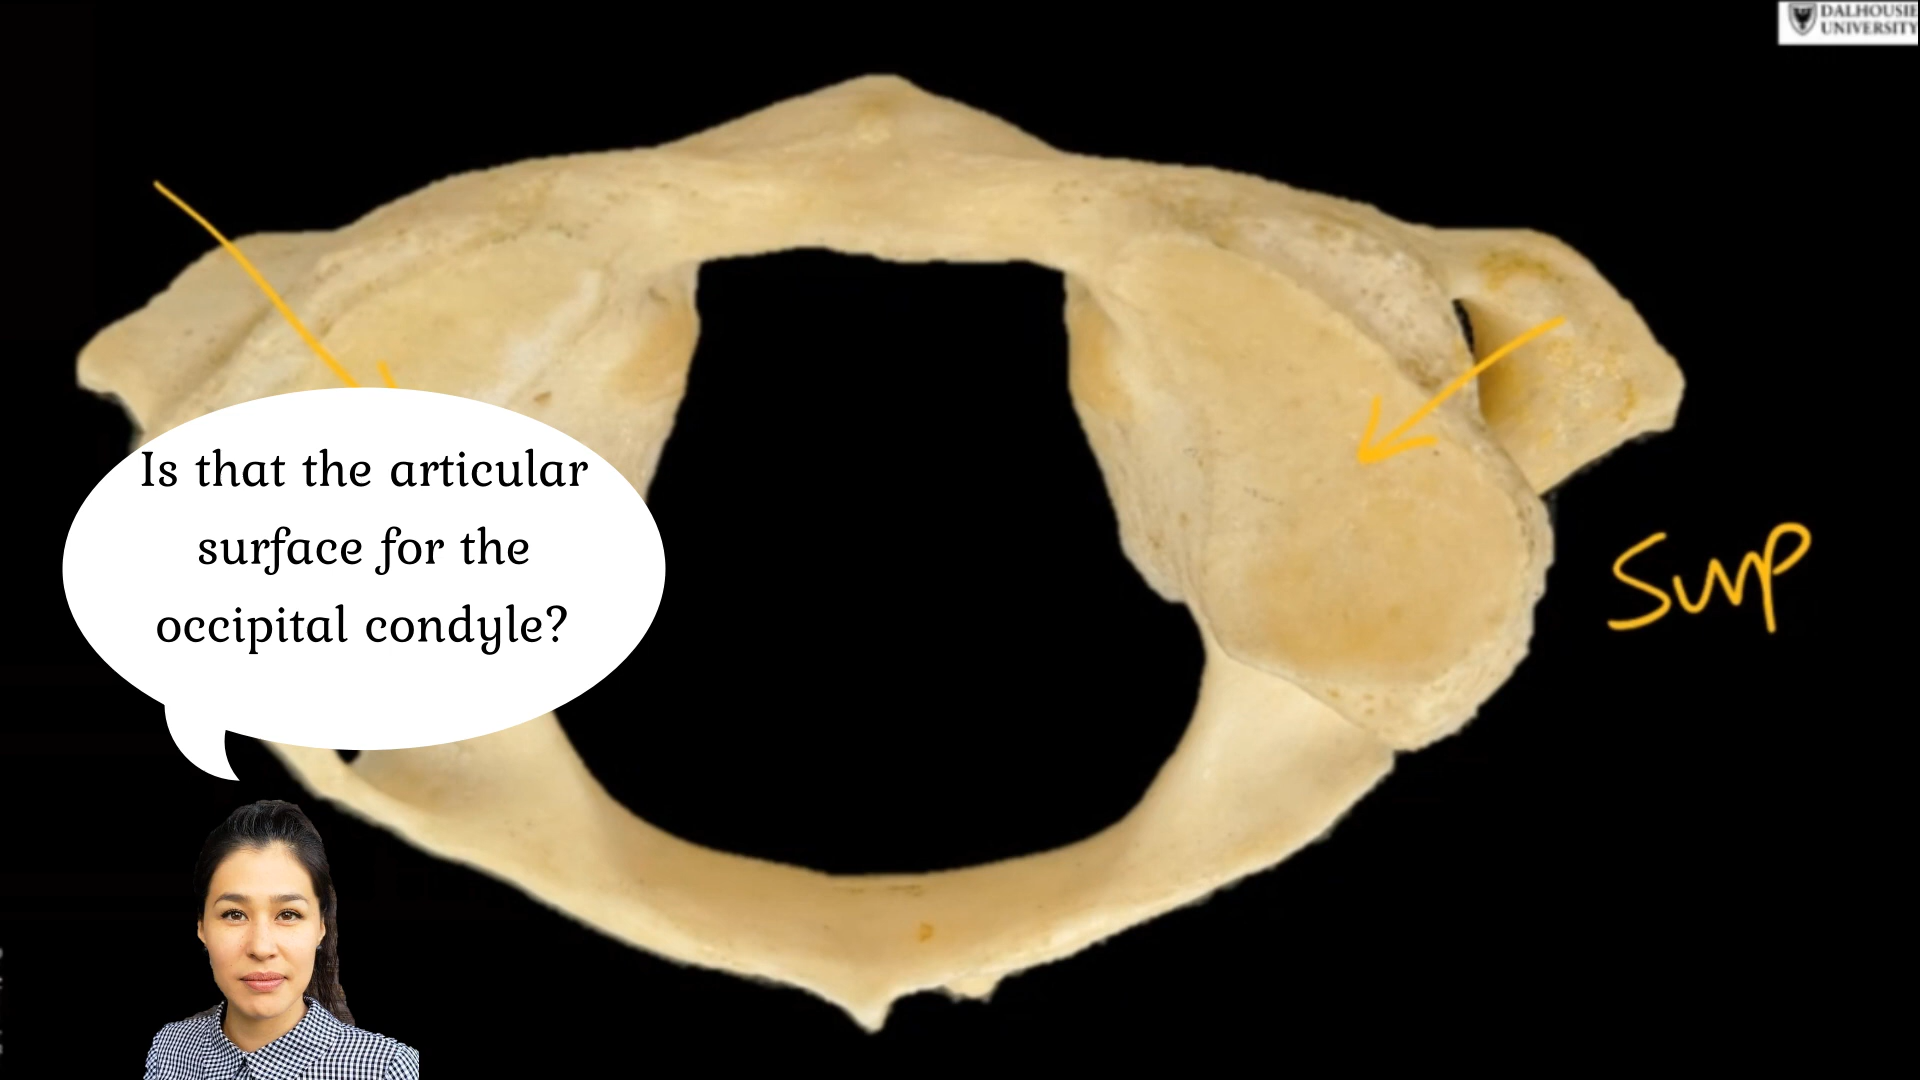 DALHOUSIE
UNIVERSITY
Is that the articular
surface for the
occipital condyle?
Sup